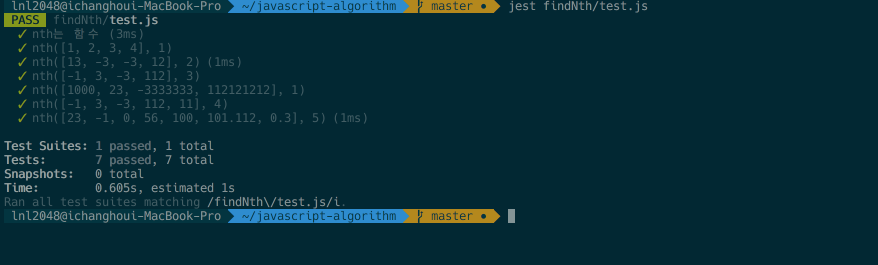 lnl2048@ichanghoui-MacBook-Pro ~/javascript-algorithm master ● jest findNth/test.js
PASS findNth/test.js
✓ nth는 함수 (3ms)
✓ nth([1, 2, 3, 4], 1)
✓ nth([13, -3, -3, 12], 2) (1ms)
✓ nth([-1, 3, -3, 112], 3)
✓ nth([1000, 23, -3333333, 112121212], 1)
✓ nth([-1, 3, -3, 112, 11], 4)
✓ nth([23, -1, 0, 56, 100, 101.112, 0.3], 5) (1ms)
Test Suites: 1 passed, 1 total
Tests: 7 passed, 7 total
Snapshots: 0 total
Time: 0.605s, estimated 1s
Ran all test suites matching /findNth\/test.js/i.
lnl2048@ichanghoui-MacBook-Pro ~/javascript-algorithm master ●